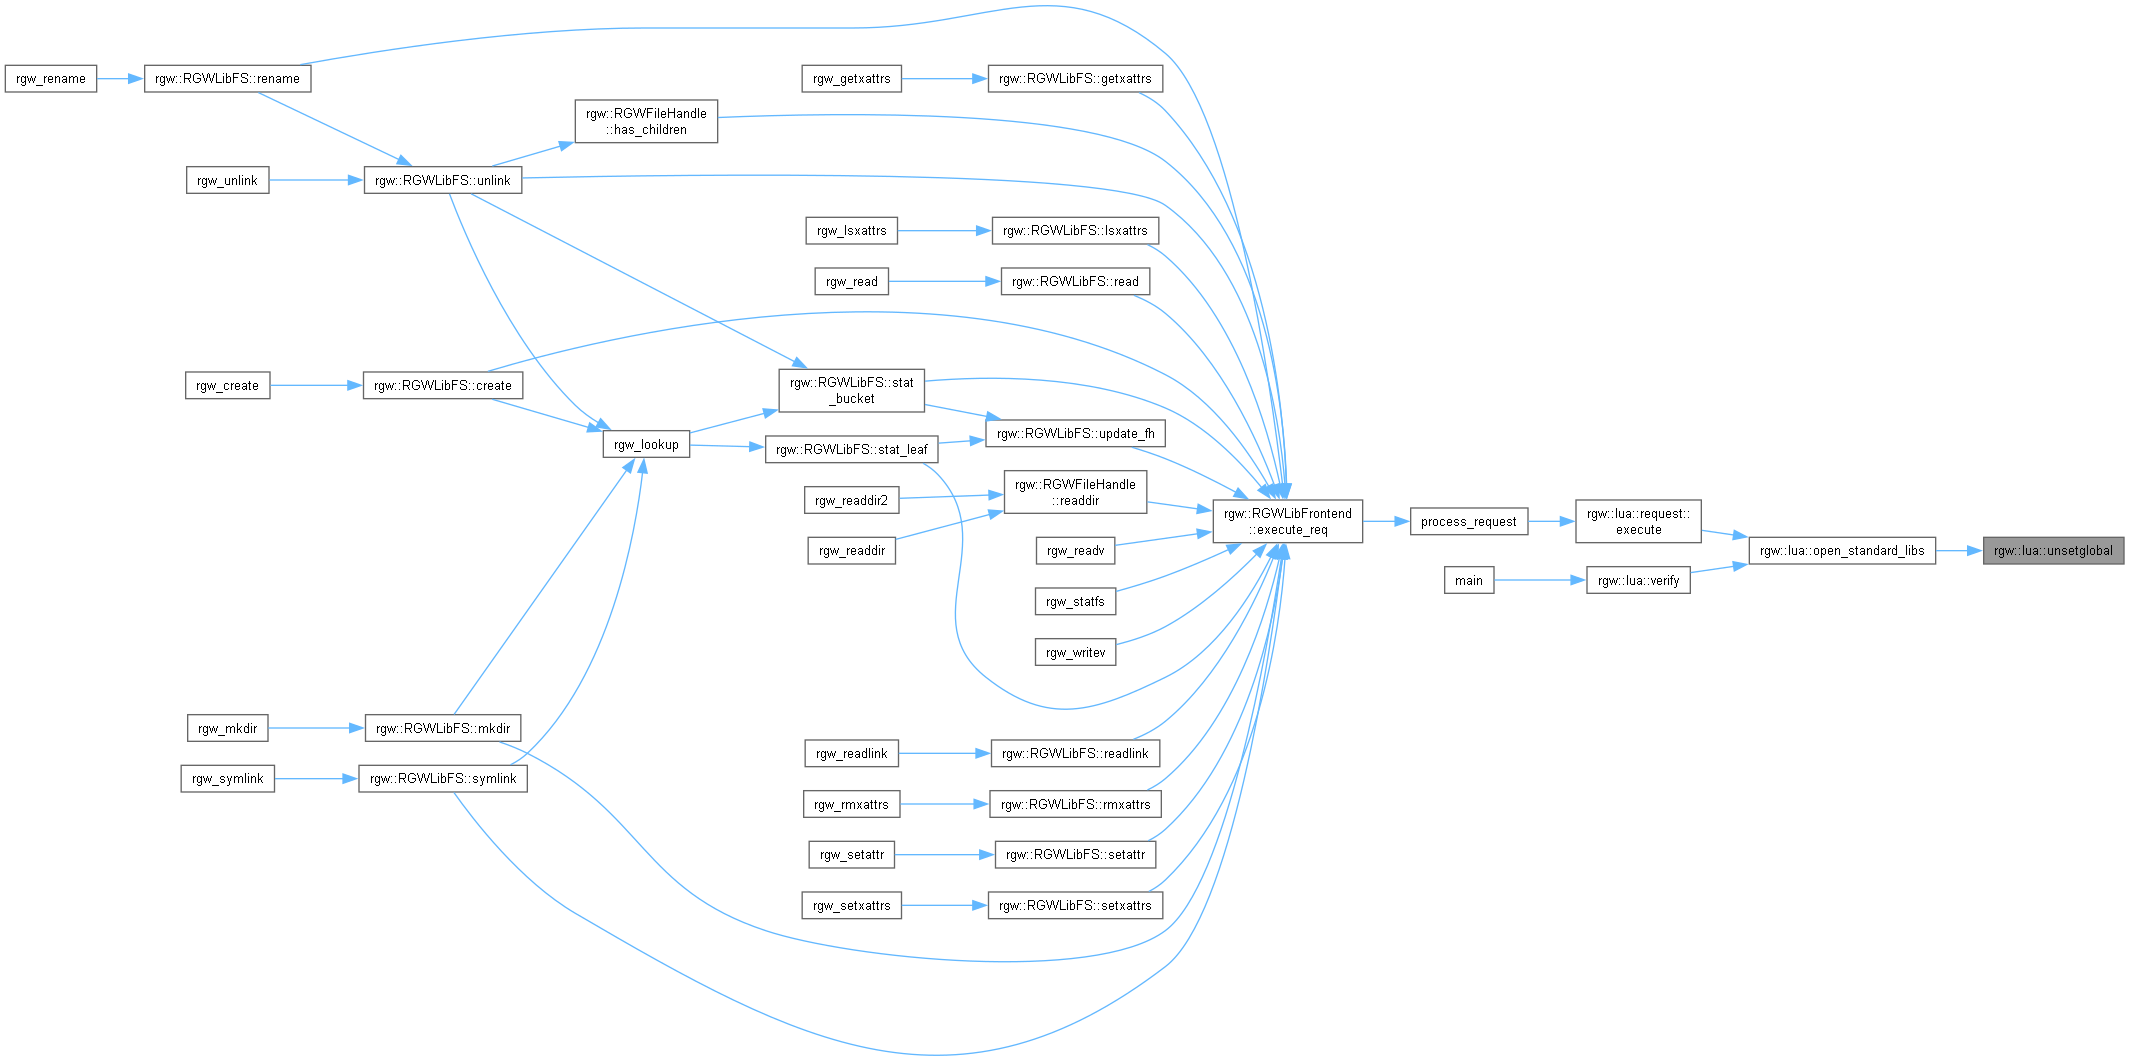 rgw_rename
rgw::RGWLibFS::rename
rgw_getxattrs
rgw::RGWLibFS::getxattrs
rgw::RGWFileHandle
::has_children
rgw_unlink
rgw::RGWLibFS::unlink
rgw_lsxattrs
rgw::RGWLibFS::lsxattrs
rgw_read
rgw::RGWLibFS::read
rgw_create
rgw::RGWLibFS::create
rgw::RGWLibFS::stat
_bucket
rgw_lookup
rgw::RGWLibFS::stat_leaf
rgw::RGWLibFS::update_fh
rgw_readdir2
rgw::RGWFileHandle
::readdir
rgw_readdir
rgw_readv
rgw_statfs
rgw_writev
rgw::RGWLibFrontend
::execute_req
process_request
rgw::lua::request::
execute
main
rgw::lua::verify
rgw::lua::open_standard_libs
rgw::lua::unsetglobal
rgw_mkdir
rgw::RGWLibFS::mkdir
rgw_symlink
rgw::RGWLibFS::symlink
rgw_readlink
rgw::RGWLibFS::readlink
rgw_rmxattrs
rgw::RGWLibFS::rmxattrs
rgw_setattr
rgw::RGWLibFS::setattr
rgw_setxattrs
rgw::RGWLibFS::setxattrs